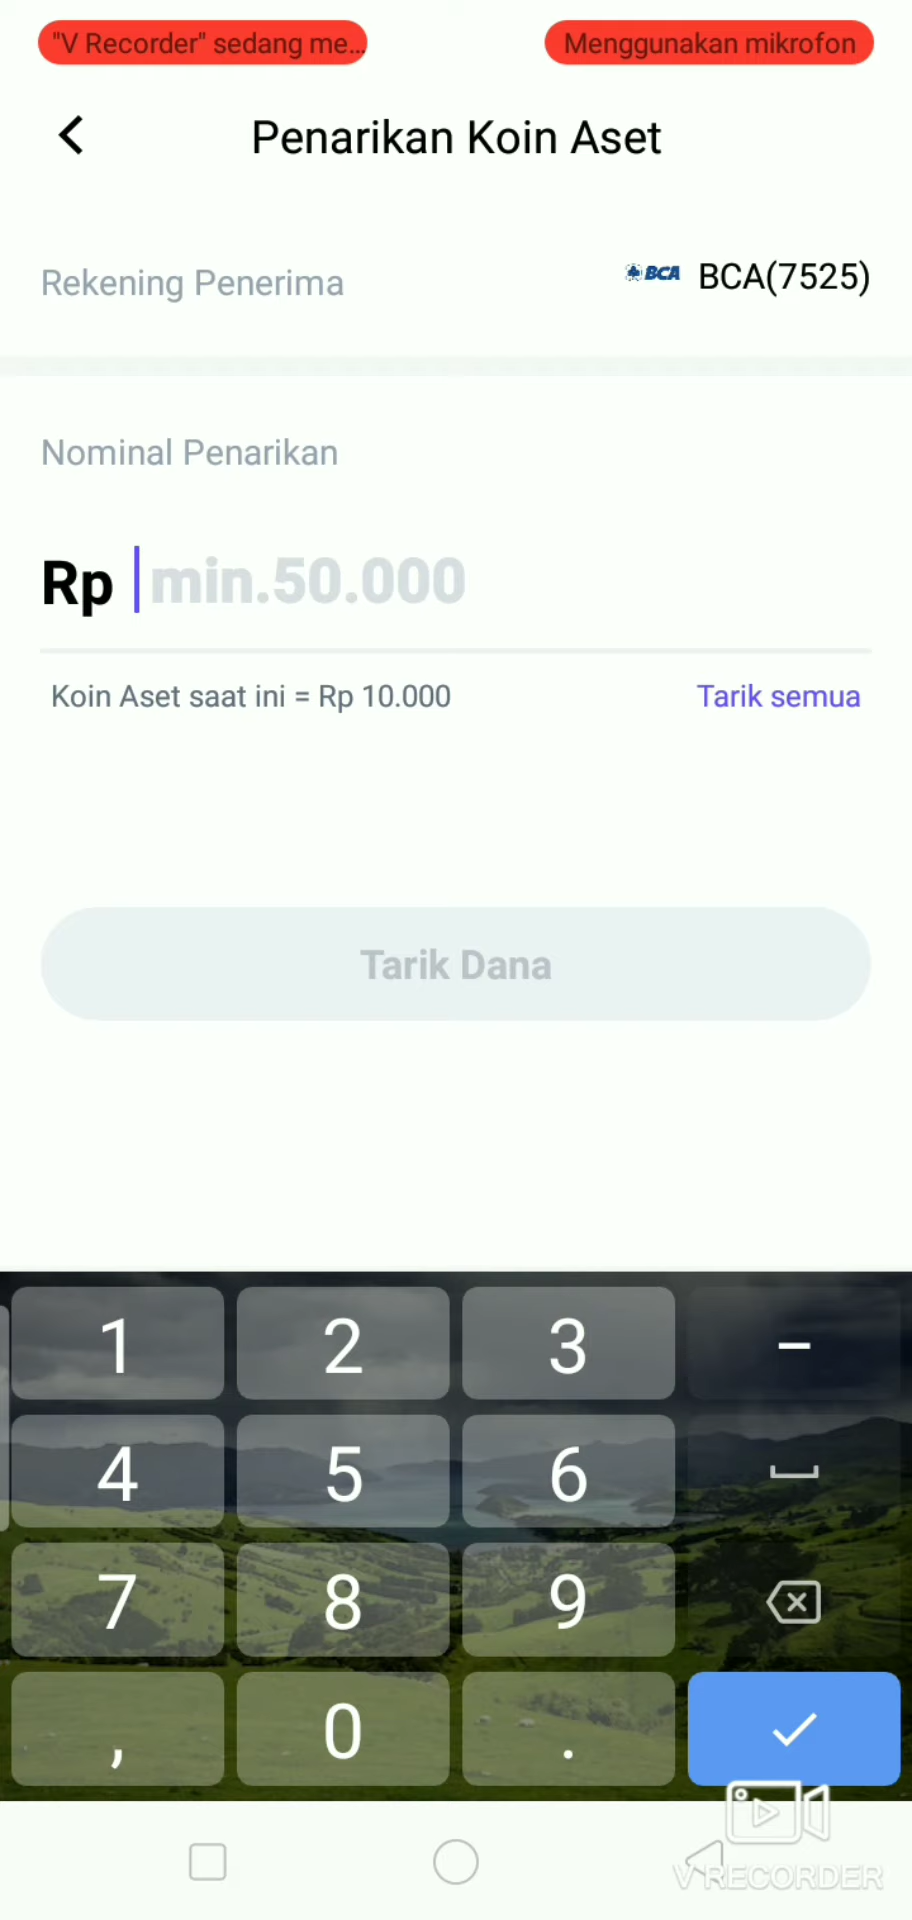 "V Recorder" sedang me...
Menggunakan mikrofon
Penarikan Koin Aset
Rekening Penerima
BCA BCA(7525)
Nominal Penarikan
Rp min.50.000
Koin Aset saat ini = Rp 10.000
Tarik semua
Tarik Dana
1 2 3 -
4 5 6
7 8 9
, 0 .
V RECORDER